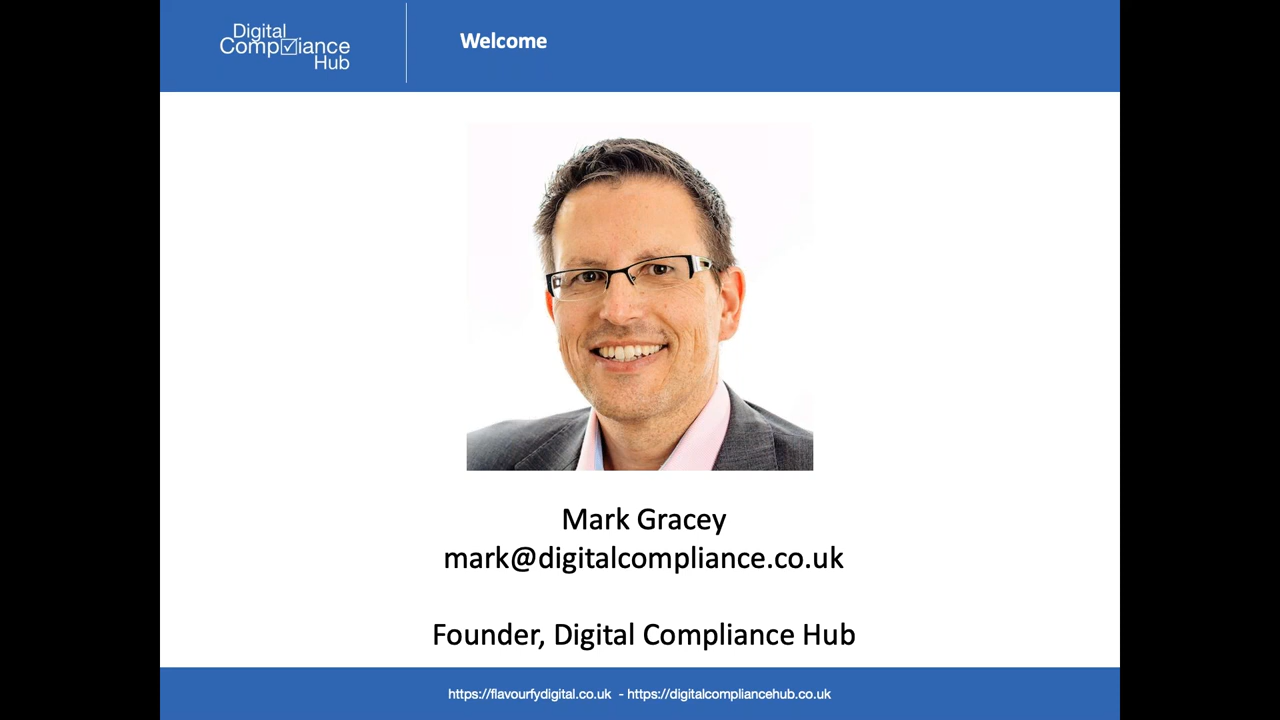 Digital
Compliance
Hub
Welcome
Mark Gracey
mark@digitalcompliance.co.uk
Founder, Digital Compliance Hub
https://flavourfydigital.co.uk - https://digitalcompliancehub.co.uk